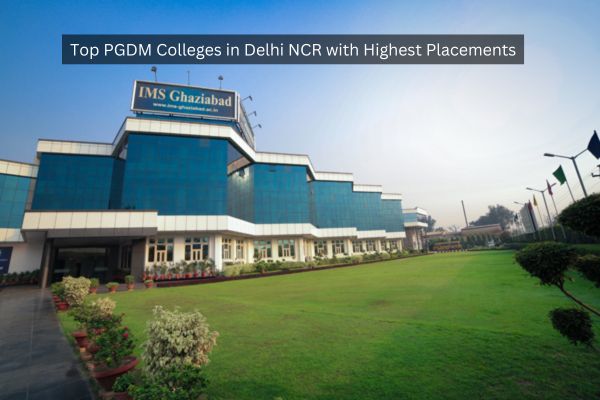 Top PGDM Colleges in Delhi NCR with Highest Placements
IMS Ghaziabad
www.ims-ghaziabad.ac.in